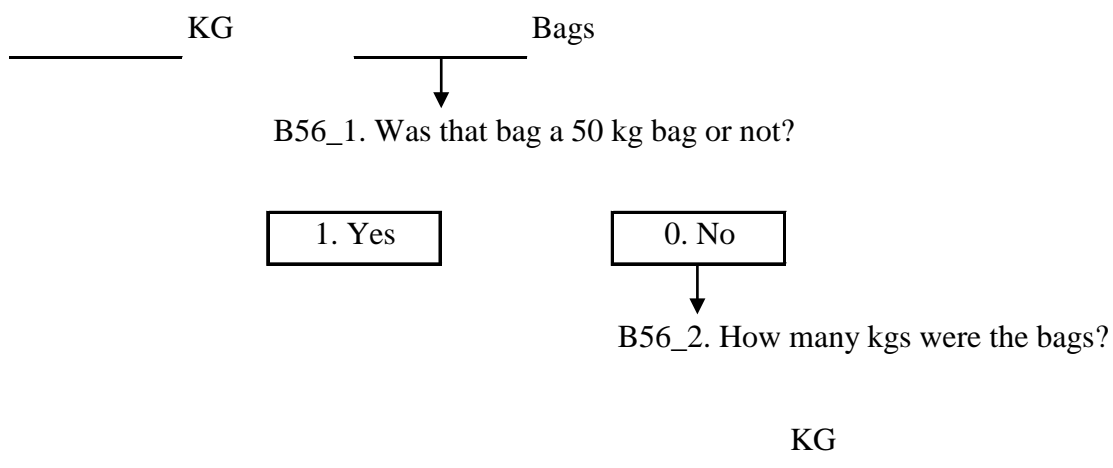 KG Bags
B56_1. Was that bag a 50 kg bag or not?
1. Yes 0. No
B56_2. How many kgs were the bags?
KG